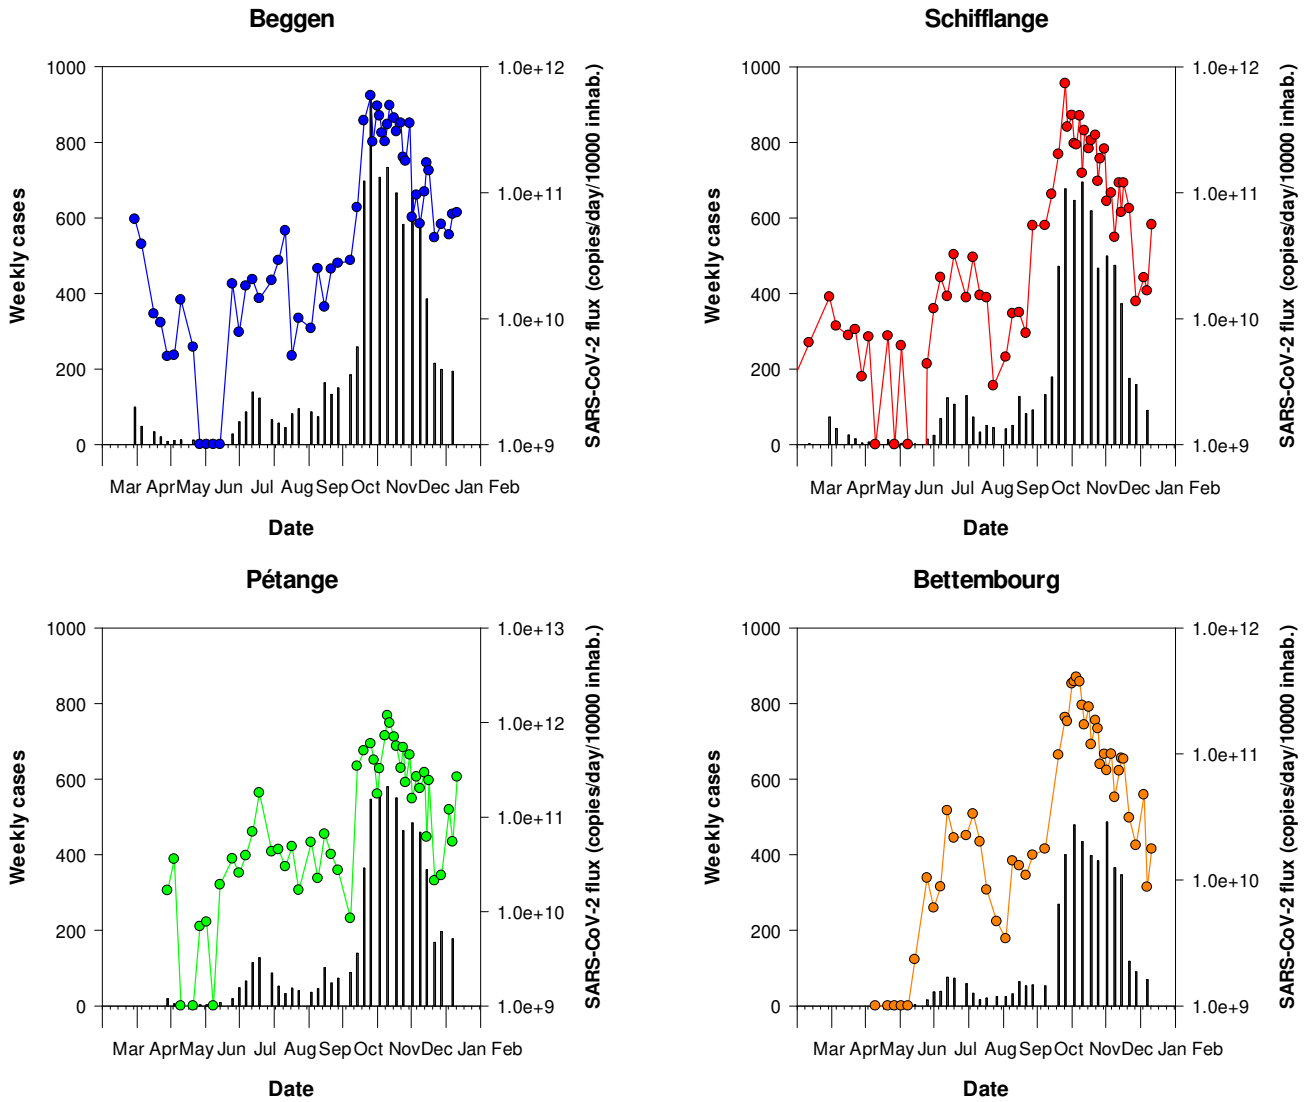 Beggen
1000
800
600
400
200
0
Weekly cases
1.0e+12
1.0e+11
1.0e+10
1.0e+9
SARS-CoV-2 flux (copies/day/10000 inhab.)
Mar Apr May Jun Jul Aug Sep Oct Nov Dec Jan Feb
Date
Schifflange
1000
800
600
400
200
0
Weekly cases
1.0e+12
1.0e+11
1.0e+10
1.0e+9
SARS-CoV-2 flux (copies/day/10000 inhab.)
Mar Apr May Jun Jul Aug Sep Oct Nov Dec Jan Feb
Date
Pétange
1000
800
600
400
200
0
Weekly cases
1.0e+13
1.0e+12
1.0e+11
1.0e+10
1.0e+9
SARS-CoV-2 flux (copies/day/10000 inhab.)
Mar Apr May Jun Jul Aug Sep Oct Nov Dec Jan Feb
Date
Bettembourg
1000
800
600
400
200
0
Weekly cases
1.0e+12
1.0e+11
1.0e+10
1.0e+9
SARS-CoV-2 flux (copies/day/10000 inhab.)
Mar Apr May Jun Jul Aug Sep Oct Nov Dec Jan Feb
Date